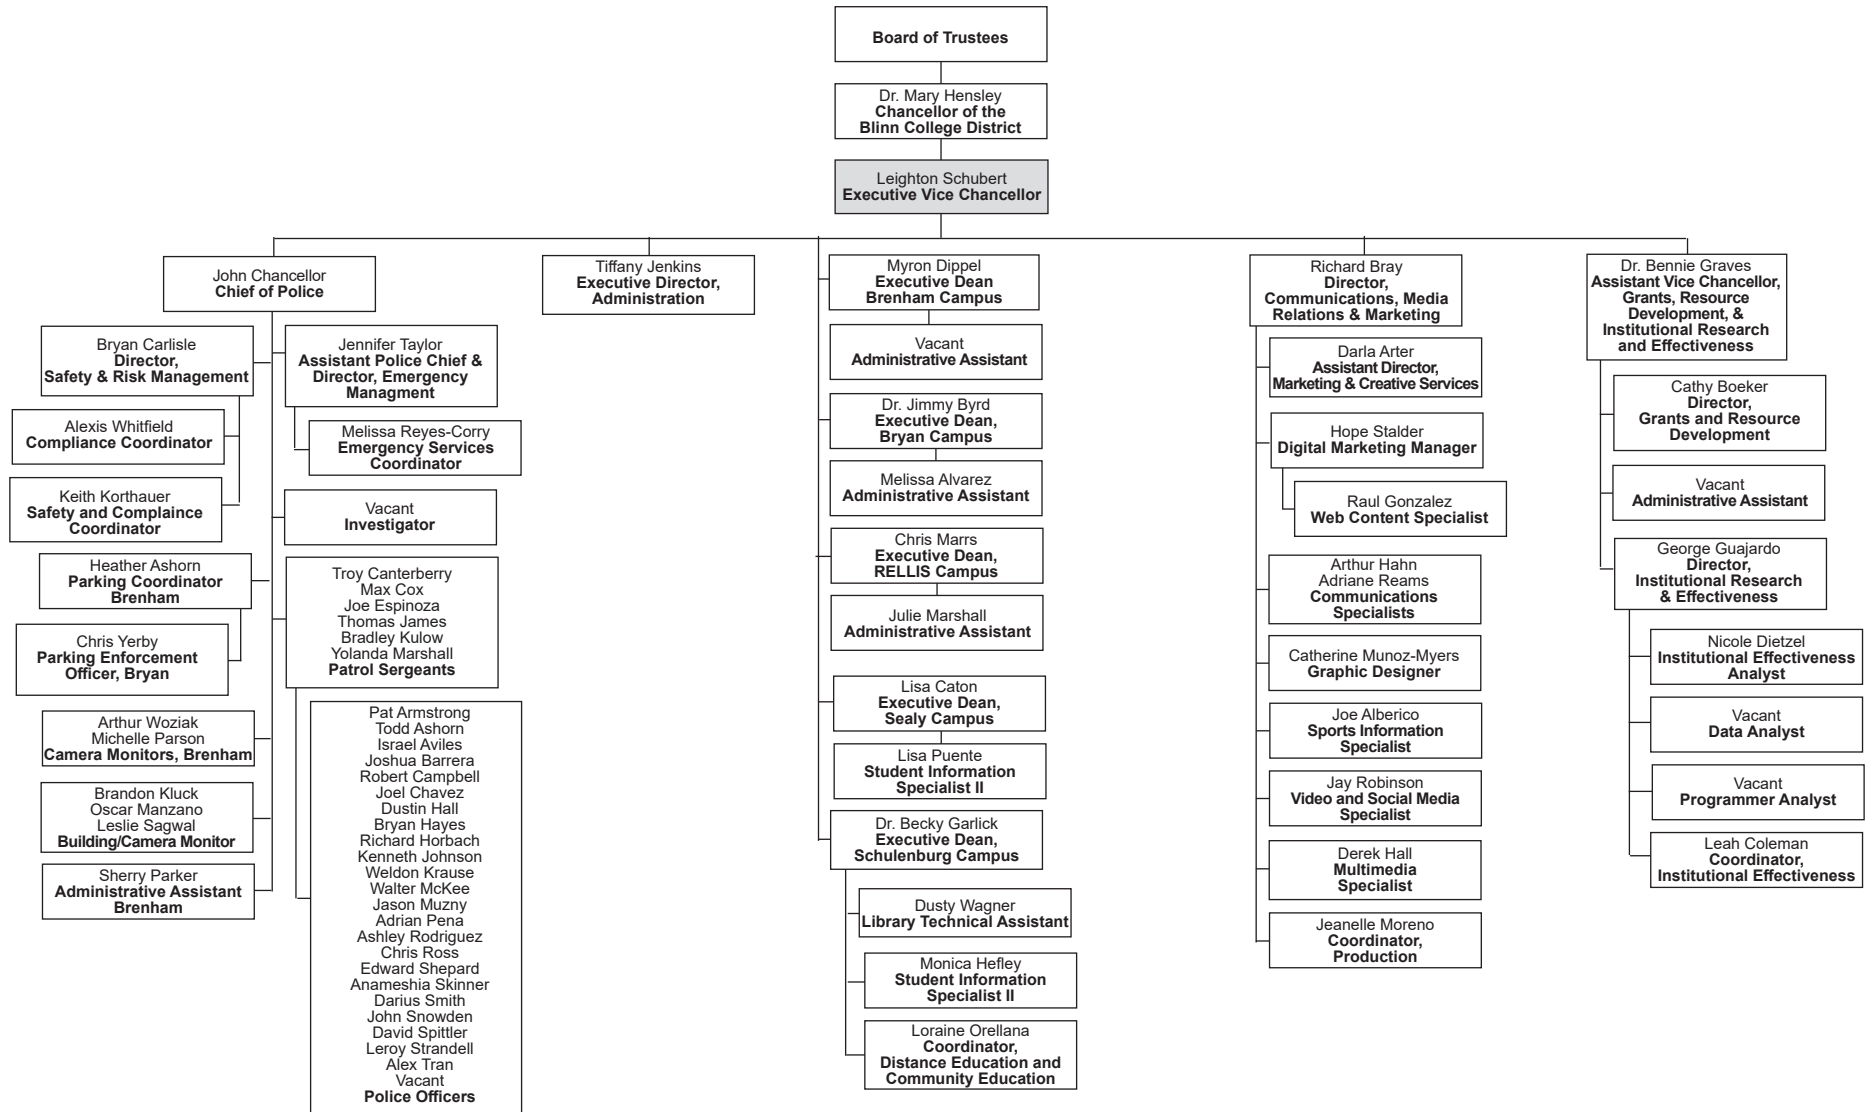 Board of Trustees
Dr. Mary Hensley
Chancellor of the
Blinn College District
Leighton Schubert
Executive Vice Chancellor
John Chancellor
Chief of Police
Bryan Carlisle
Director,
Safety & Risk Management
Alexis Whitfield
Compliance Coordinator
Keith Korthauer
Safety and Complaince
Coordinator
Heather Ashorn
Parking Coordinator
Brenham
Chris Yerby
Parking Enforcement
Officer, Bryan
Arthur Woziak
Michelle Parson
Camera Monitors, Brenham
Brandon Kluck
Oscar Manzano
Leslie Sagwal
Building/Camera Monitor
Sherry Parker
Administrative Assistant
Brenham
Jennifer Taylor
Assistant Police Chief &
Director, Emergency
Managment
Melissa Reyes-Corry
Emergency Services
Coordinator
Vacant
Investigator
Troy Canterberry
Max Cox
Joe Espinoza
Thomas James
Bradley Kulow
Yolanda Marshall
Patrol Sergeants
Pat Armstrong
Todd Ashorn
Israel Aviles
Joshua Barrera
Robert Campbell
Joel Chavez
Dustin Hall
Bryan Hayes
Richard Horbach
Kenneth Johnson
Weldon Krause
Walter McKee
Jason Muzny
Adrian Pena
Ashley Rodriguez
Chris Ross
Edward Shepard
Anameshia Skinner
Darius Smith
John Snowden
David Spittler
Leroy Strandell
Alex Tran
Vacant
Police Officers
Tiffany Jenkins
Executive Director,
Administration
Myron Dippel
Executive Dean
Brenham Campus
Vacant
Administrative Assistant
Dr. Jimmy Byrd
Executive Dean,
Bryan Campus
Melissa Alvarez
Administrative Assistant
Chris Marrs
Executive Dean,
RELLIS Campus
Julie Marshall
Administrative Assistant
Lisa Caton
Executive Dean,
Sealy Campus
Lisa Puente
Student Information
Specialist II
Dr. Becky Garlick
Executive Dean,
Schulenburg Campus
Dusty Wagner
Library Technical Assistant
Monica Hefley
Student Information
Specialist II
Loraine Orellana
Coordinator,
Distance Education and
Community Education
Richard Bray
Director,
Communications, Media
Relations & Marketing
Darla Arter
Assistant Director,
Marketing & Creative Services
Hope Stalder
Digital Marketing Manager
Raul Gonzalez
Web Content Specialist
Arthur Hahn
Adriane Reams
Communications
Specialists
Catherine Munoz-Myers
Graphic Designer
Joe Alberico
Sports Information
Specialist
Jay Robinson
Video and Social Media
Specialist
Derek Hall
Multimedia
Specialist
Jeanelle Moreno
Coordinator,
Production
Dr. Bennie Graves
Assistant Vice Chancellor,
Grants, Resource
Development, &
Institutional Research
and Effectiveness
Cathy Boeker
Director,
Grants and Resource
Development
Vacant
Administrative Assistant
George Guajardo
Director,
Institutional Research
& Effectiveness
Nicole Dietzel
Institutional Effectiveness
Analyst
Vacant
Data Analyst
Vacant
Programmer Analyst
Leah Coleman
Coordinator,
Institutional Effectiveness